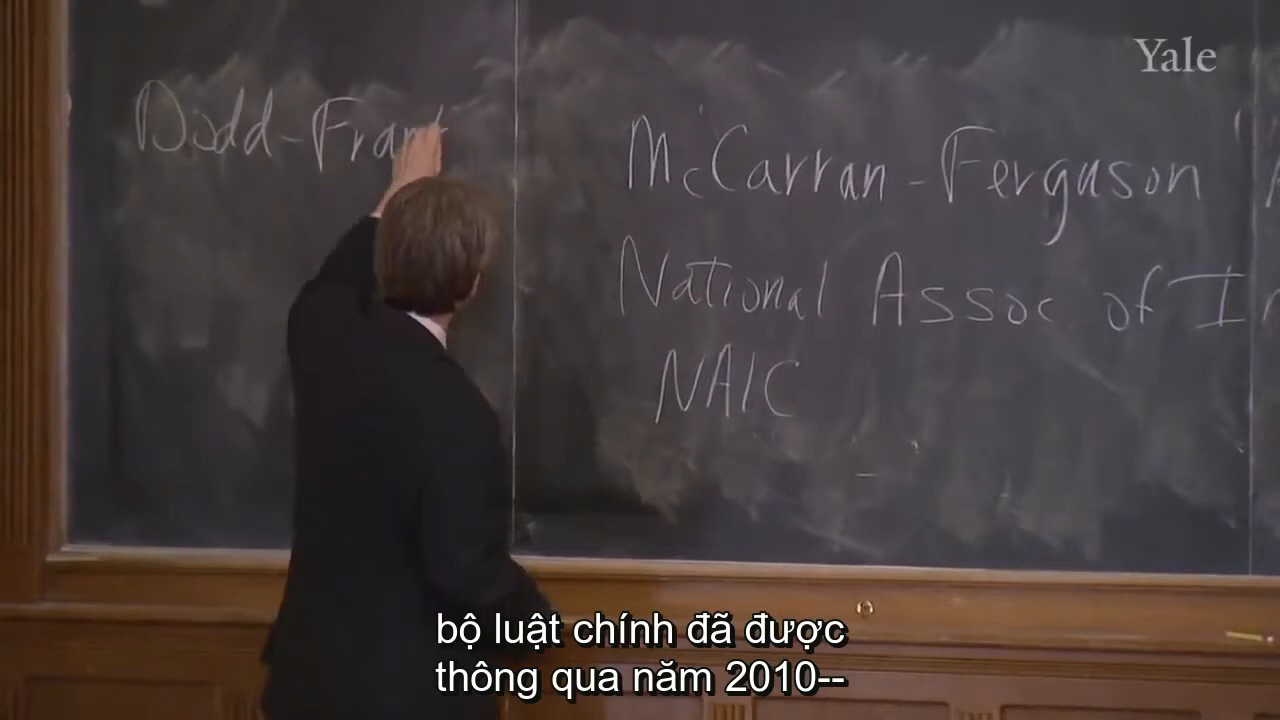 Yale
Dodd-Frank
McCarran-Ferguson
National Assoc of I
NAIC
bộ luật chính đã được
thông qua năm 2010--